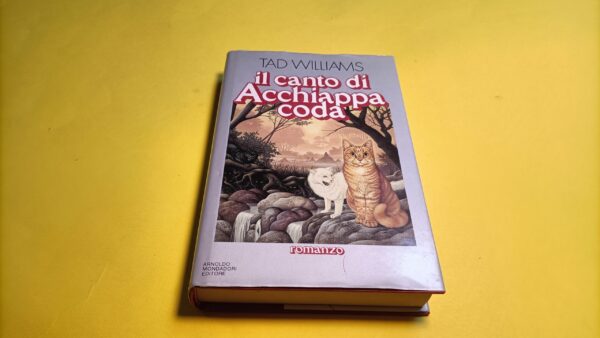 TAD WILLIAMS
il canto di
Acchiappa
coda
romanzo
ARNOLDO
MONDADORI
EDITORE